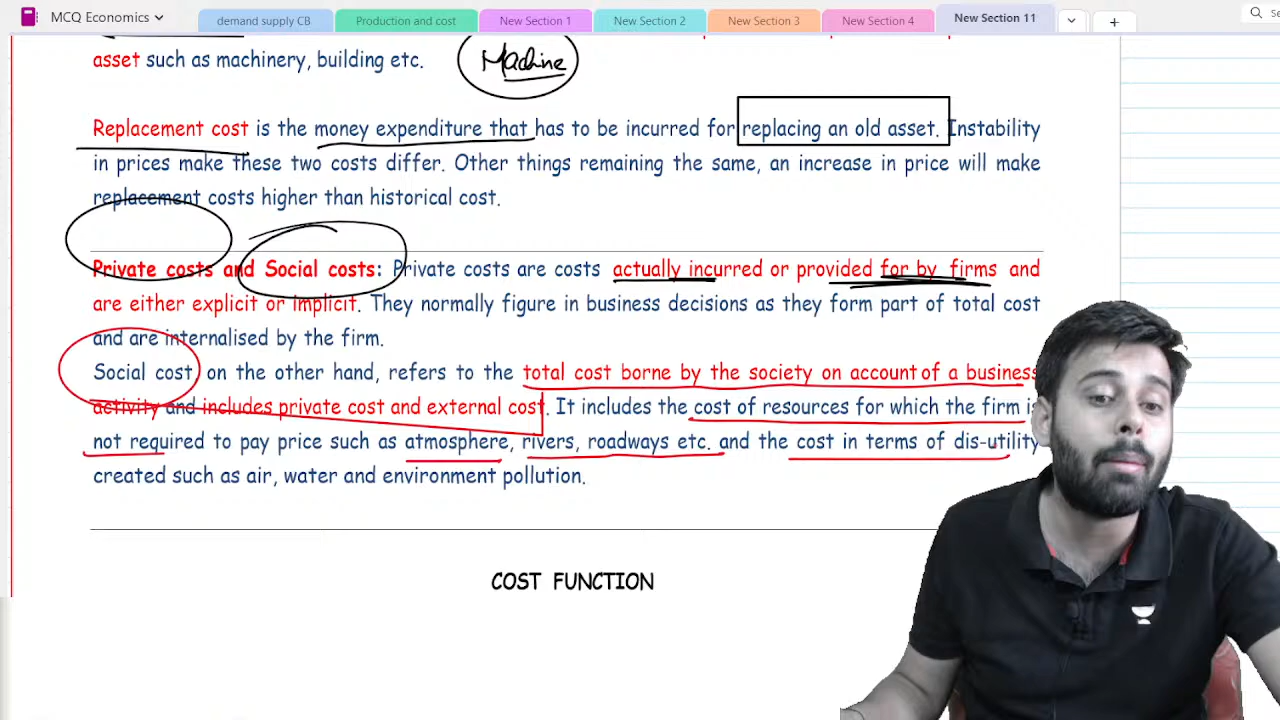 MCQ Economics
demand supply CB
Production and cost
New Section 1
New Section 2
New Section 3
New Section 4
New Section 11
asset such as machinery, building etc.
Machine
Replacement cost is the money expenditure that has to be incurred for replacing an old asset. Instability
in prices make these two costs differ. Other things remaining the same, an increase in price will make
replacement costs higher than historical cost.
Private costs and Social costs: Private costs are costs actually incurred or provided for by firms and
are either explicit or implicit. They normally figure in business decisions as they form part of total cost
and are internalised by the firm.
Social cost on the other hand, refers to the total cost borne by the society on account of a business
activity and includes private cost and external cost. It includes the cost of resources for which the firm is
not required to pay price such as atmosphere, rivers, roadways etc. and the cost in terms of dis-utility
created such as air, water and environment pollution.
COST FUNCTION